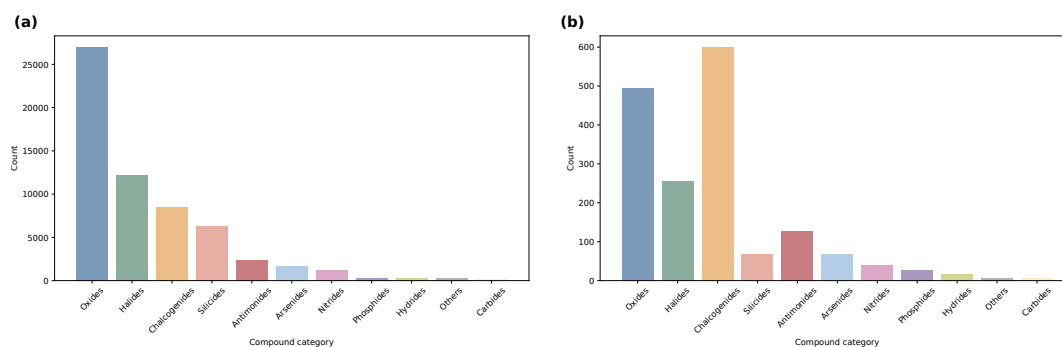 (a)
25000
20000
15000
10000
5000
0
Count
Oxides
Halides
Chalcogenides
Silicides
Antimonides
Arsenides
Nitrides
Phosphides
Hydrides
Others
Carbides
Compound category
(b)
600
500
400
300
200
100
0
Count
Oxides
Halides
Chalcogenides
Silicides
Antimonides
Arsenides
Nitrides
Phosphides
Hydrides
Others
Carbides
Compound category